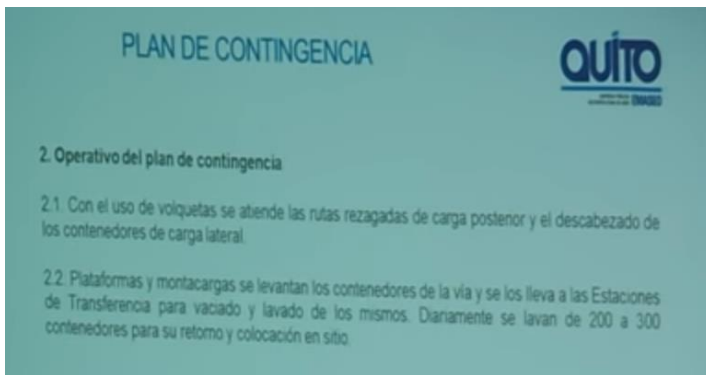 PLAN DE CONTINGENCIA
QUITO
EMASEO
2. Operativo del plan de contingencia
2.1. Con el uso de volquetas se atiende las rutas rezagadas de carga posterior y el descabezado de
los contenedores de carga lateral.
2.2. Plataformas y montacargas se levantan los contenedores de la vía y se los lleva a las Estaciones
de Transferencia para vaciado y lavado de los mismos. Diariamente se lavan de 200 a 300
contenedores para su retorno y colocación en sitio.